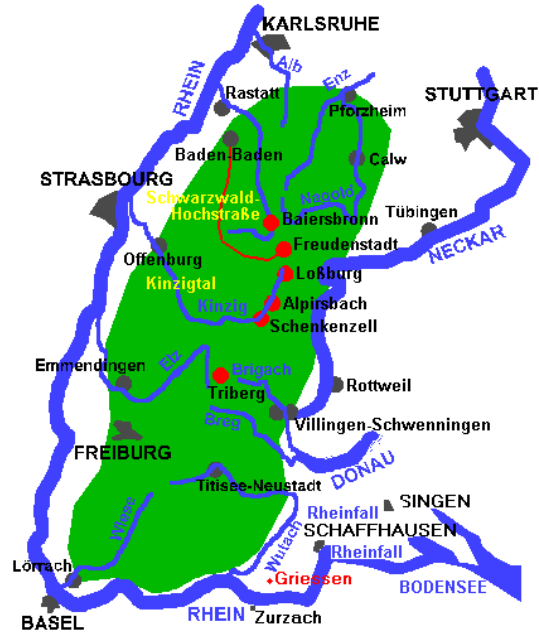 KARLSRUHE
Alb
RHEIN
Rastatt
Enz
Pforzheim
STUTTGART
Baden-Baden
Calw
STRASBOURG
Schwarzwald-
Hochstraße
Nagold
Baiersbronn
Tübingen
NECKAR
Freudenstadt
Offenburg
Loßburg
Kinzigtal
Kinzig
Alpirsbach
Schenkenzell
Emmendingen
Elz
Brigach
Triberg
Rottweil
Breg
Villingen-Schwenningen
FREIBURG
DONAU
Titisee-Neustadt
SINGEN
Rheinfall
Wiese
SCHAFFHAUSEN
Rheinfall
Wutach
Lörrach
Griessen
BODENSEE
RHEIN
Zurzach
BASEL